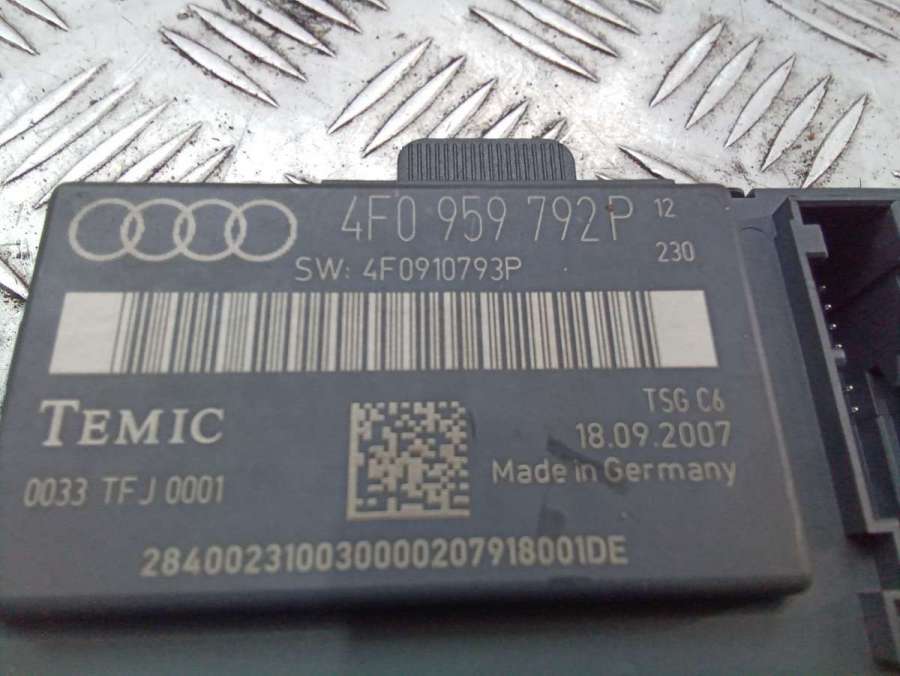 4F0 959 792P 12
SW: 4F0910793P 230
TEMIC
0033 TFJ 0001
TSG C6
18.09.2007
Made in Germany
284002310030000207918001DE